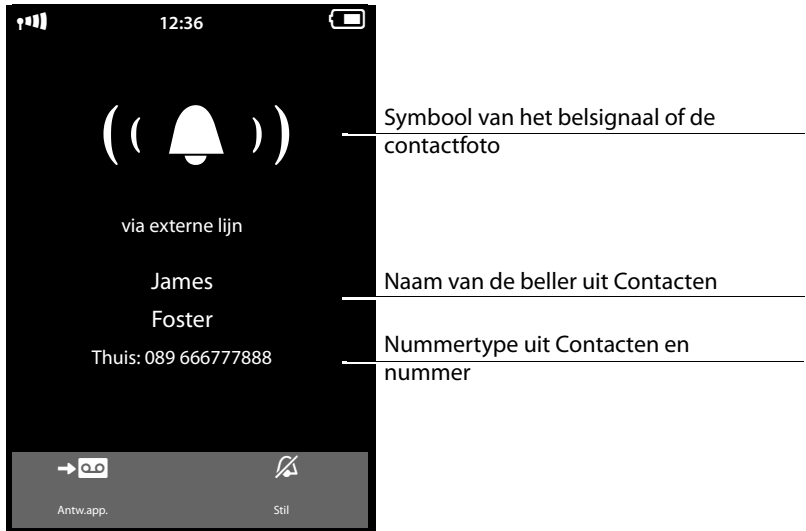 12:36
Symbool van het belsignaal of de
contactfoto
via externe lijn
James
Foster
Naam van de beller uit Contacten
Thuis: 089 666777888
Nummertype uit Contacten en
nummer
Antw.app.
Stil